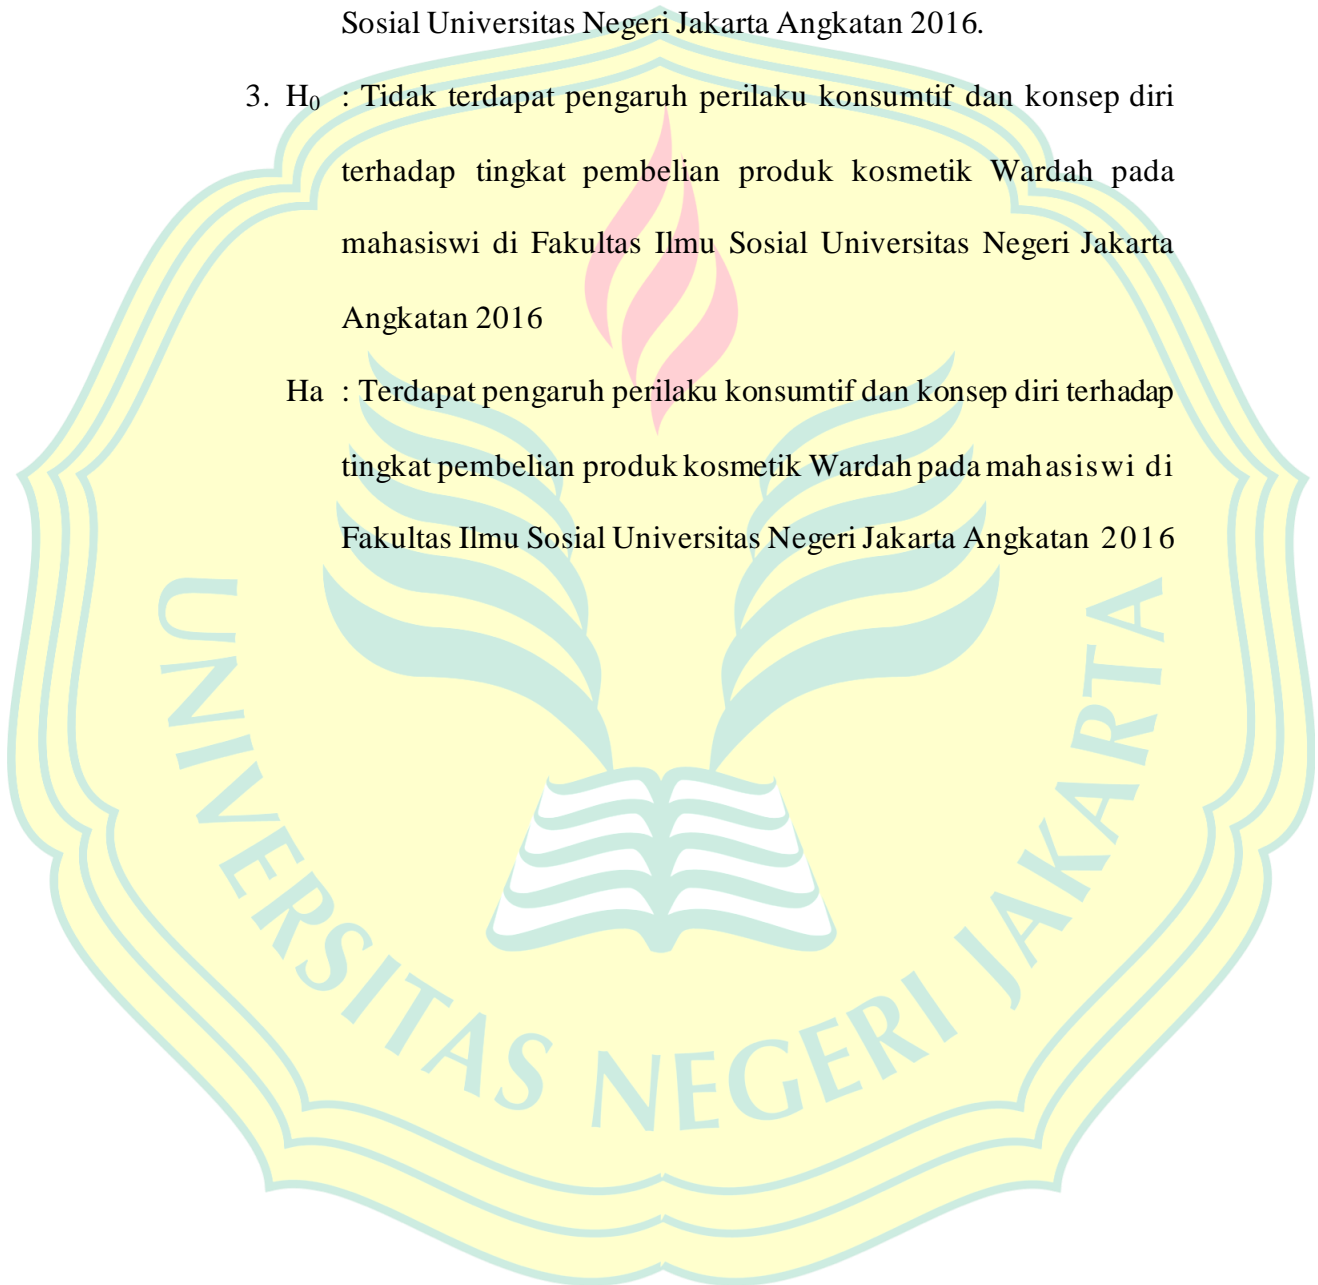 Sosial Universitas Negeri Jakarta Angkatan 2016.
3. H₀ : Tidak terdapat pengaruh perilaku konsumtif dan konsep diri
terhadap tingkat pembelian produk kosmetik Wardah pada
mahasiswi di Fakultas Ilmu Sosial Universitas Negeri Jakarta
Angkatan 2016
Ha : Terdapat pengaruh perilaku konsumtif dan konsep diri terhadap
tingkat pembelian produk kosmetik Wardah pada mahasiswi di
Fakultas Ilmu Sosial Universitas Negeri Jakarta Angkatan 2016
UNIVERSITAS NEGERI JAKARTA